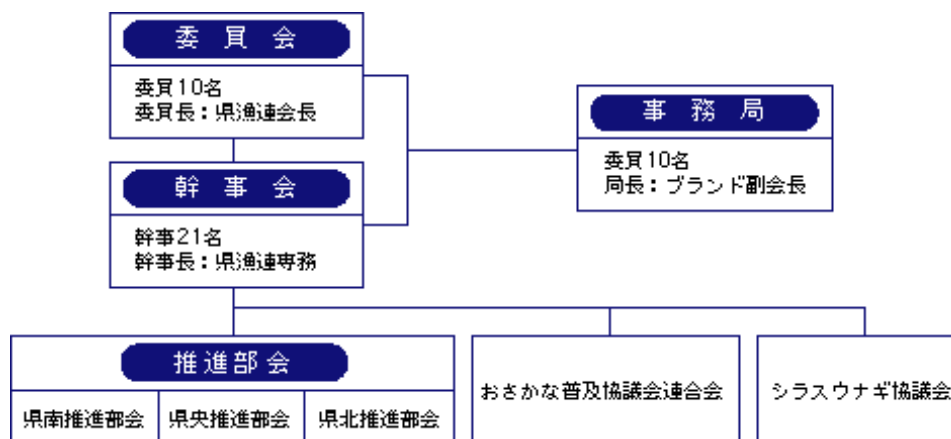 委員会
委員10名
委員長：県漁連会長
事務局
委員10名
局長：ブランド副会長
幹事会
幹事21名
幹事長：県漁連専務
推進部会
県南推進部会
県央推進部会
県北推進部会
おさかな普及協議会連合会
シラスウナギ協議会